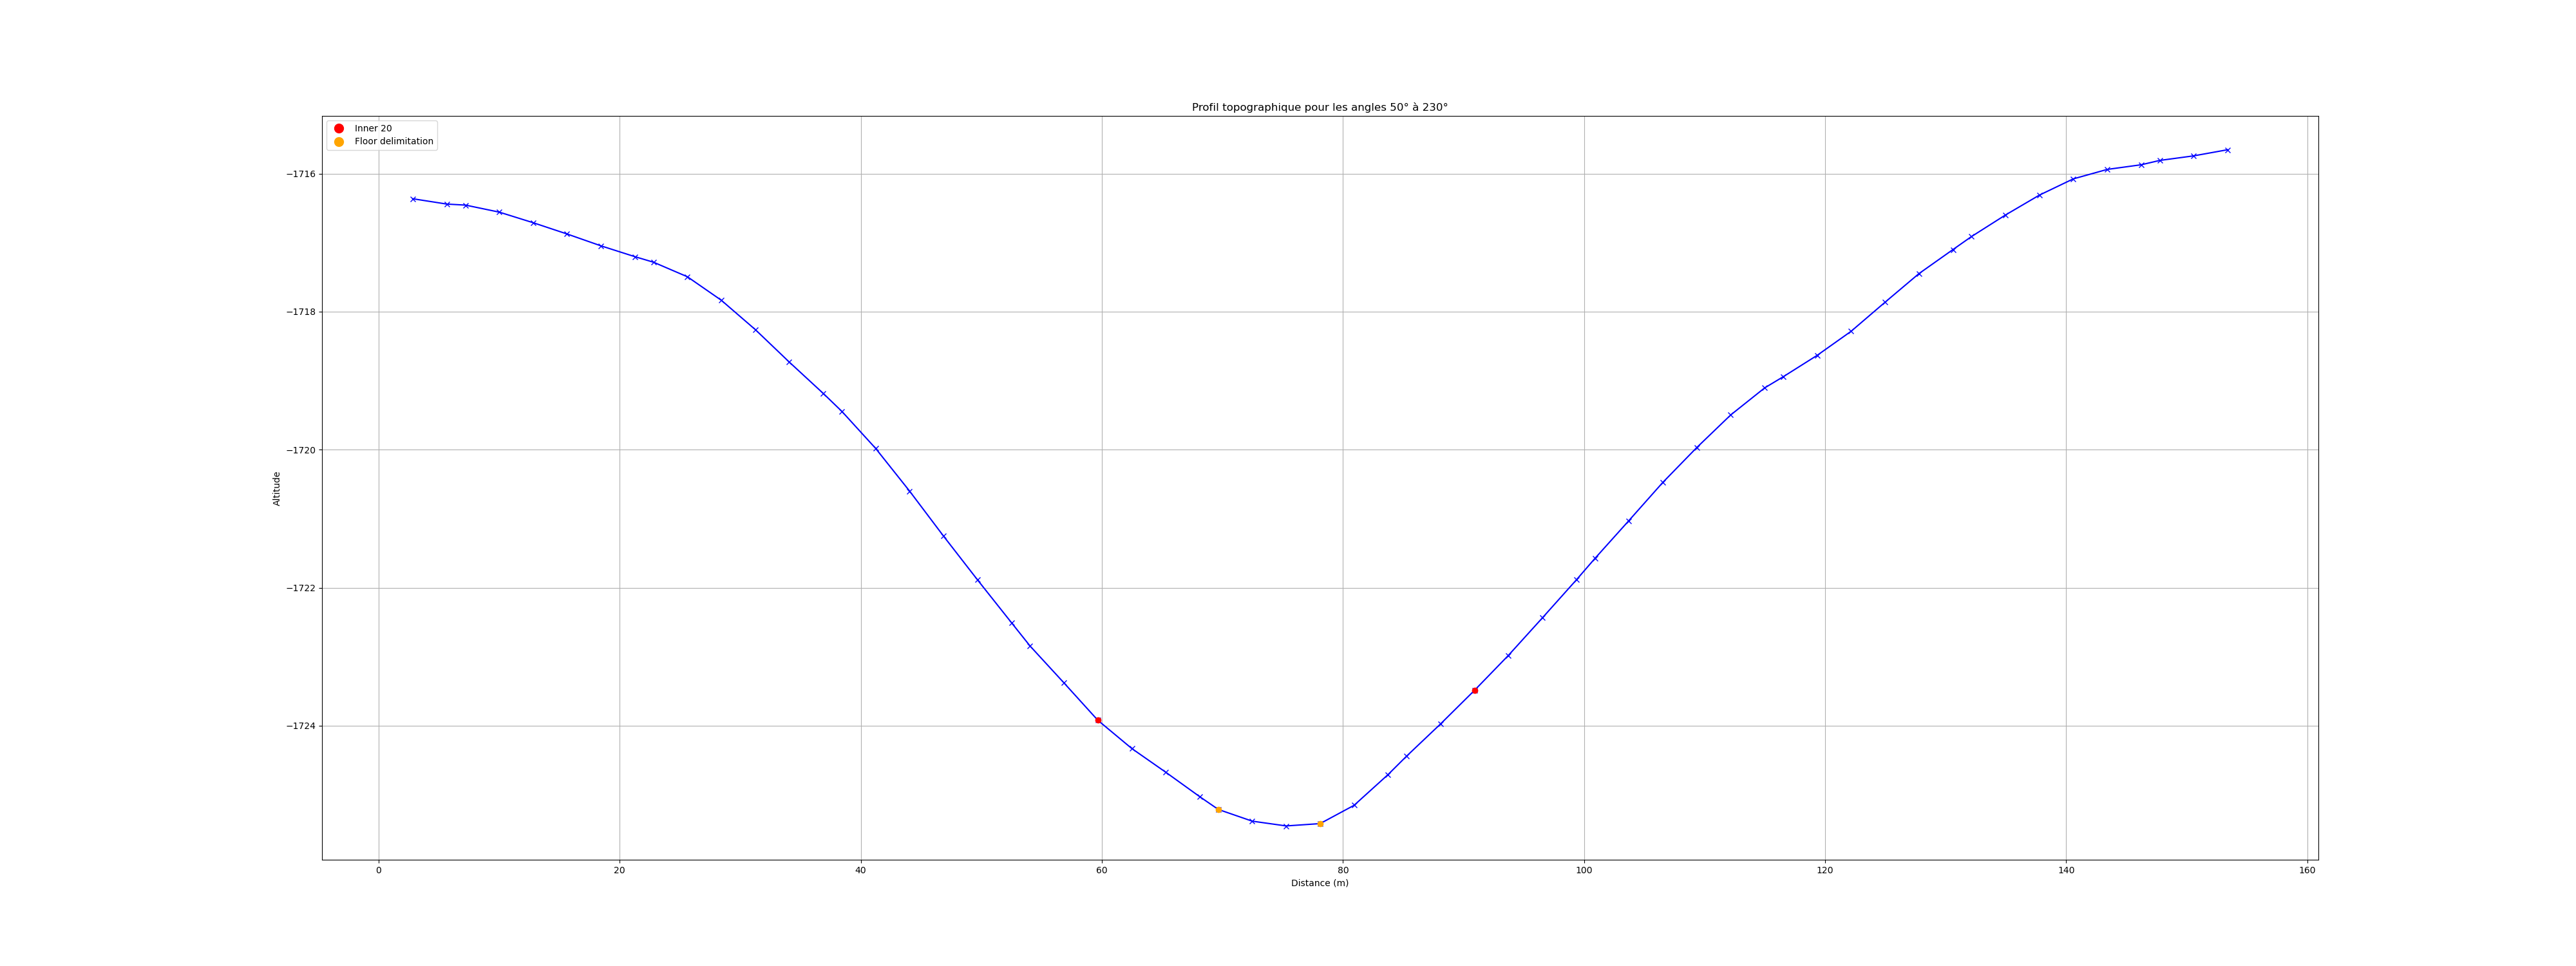 Profil topographique pour les angles 50° à 230°
Inner 20
Floor delimitation
−1716
−1718
−1720
−1722
−1724
Altitude
0 20 40 60 80 100 120 140 160
Distance (m)